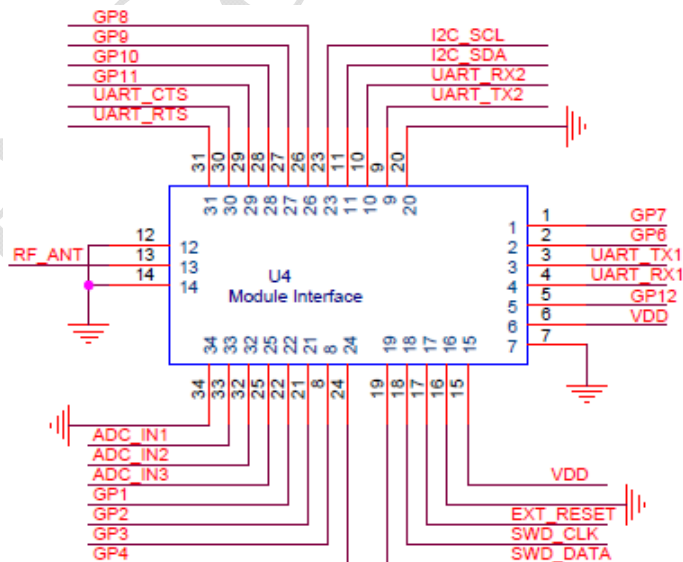 GP8
GP9
GP10
GP11
UART_CTS
UART_RTS
I2C_SCL
I2C_SDA
UART_RX2
UART_TX2
31 30 29 28 27 26 23 11 10 9 20
31 30 29 28 27 26 23 11 10 9 20
12 12
RF_ANT 13 13
14 14
U4
Module Interface
1 1 GP7
2 2 GP6
3 3 UART_TX1
4 4 UART_RX1
5 5 GP12
6 6 VDD
7 7
34 33 32 25 22 21 8 24 19 18 17 16 15
34 33 32 25 22 21 8 24 19 18 17 16 15
ADC_IN1
ADC_IN2
ADC_IN3
GP1
GP2
GP3
GP4
VDD
EXT_RESET
SWD_CLK
SWD_DATA